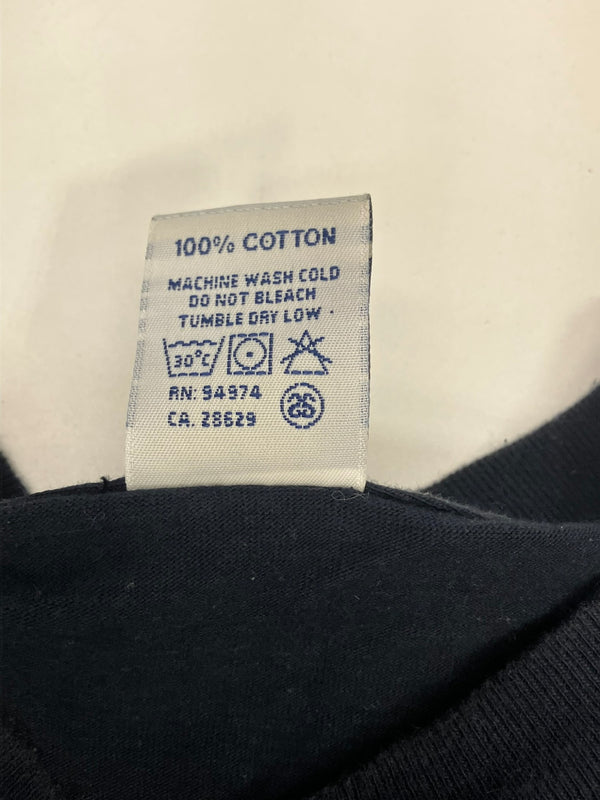 100% COTTON
MACHINE WASH COLD
DO NOT BLEACH
TUMBLE DRY LOW
30°C
RN: 94974
CA. 28629